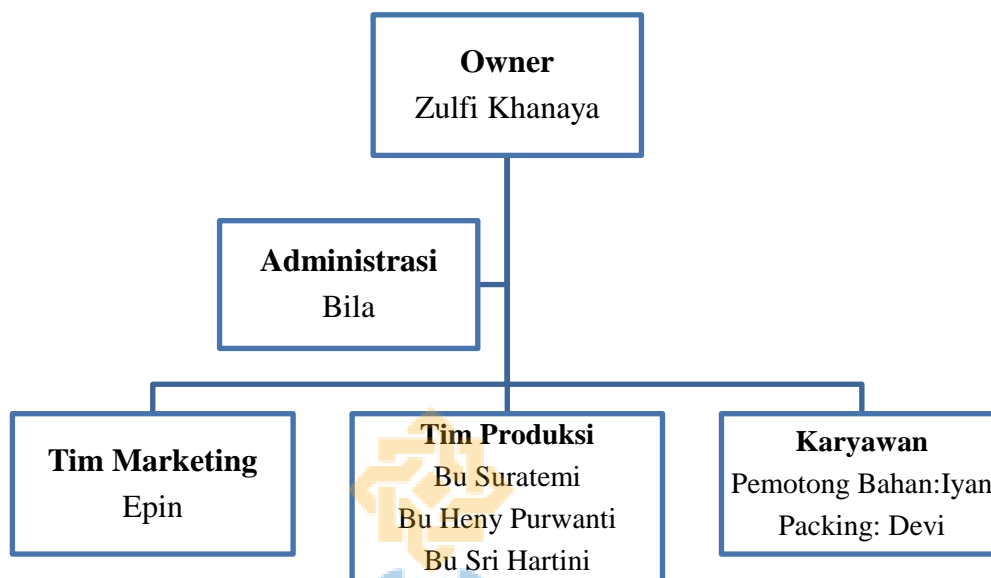 Owner
Zulfi Khanaya
Administrasi
Bila
Tim Marketing
Epin
Tim Produksi
Bu Suratemi
Bu Heny Purwanti
Bu Sri Hartini
Karyawan
Pemotong Bahan:Iyan
Packing: Devi